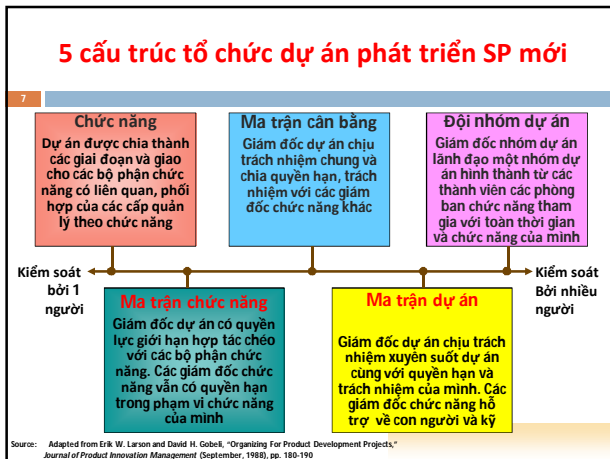 5 cấu trúc tổ chức dự án phát triển SP mới
7
Chức năng
Dự án được chia thành
các giai đoạn và giao
cho các bộ phận chức
năng có liên quan, phối
hợp của các cấp quản
lý theo chức năng
Ma trận cân bằng
Giám đốc dự án chịu
trách nhiệm chung và
chia quyền hạn, trách
nhiệm với các giám
đốc chức năng khác
Đội nhóm dự án
Giám đốc nhóm dự án
lãnh đạo một nhóm dự
án hình thành từ các
thành viên các phòng
ban chức năng tham
gia với toàn thời gian
và chức năng của mình
Kiểm soát
bởi 1
người
Kiểm soát
Bởi nhiều
người
Ma trận chức năng
Giám đốc dự án có quyền
lực giới hạn hợp tác chéo
với các bộ phận chức
năng. Các giám đốc chức
năng vẫn có quyền hạn
trong phạm vi chức năng
của mình
Ma trận dự án
Giám đốc dự án chịu trách
nhiệm xuyên suốt dự án
cùng với quyền hạn và
trách nhiệm của mình. Các
giám đốc chức năng hỗ
trợ về con người và kỹ
Source: Adapted from Erik W. Larson and David H. Gobeli, "Organizing For Product Development Projects,"
Journal of Product Innovation Management (September, 1988), pp. 180-190